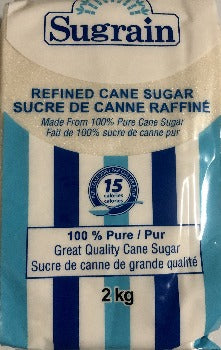 Sugrain
REFINED CANE SUGAR
SUCRE DE CANNE RAFFINÉ
Made From 100% Pure Cane Sugar
Fait de 100% sucre de canne pur
15
calories
calories
100 % Pure / Pur
Great Quality Cane Sugar
Sucre de canne de grande qualité
2 kg